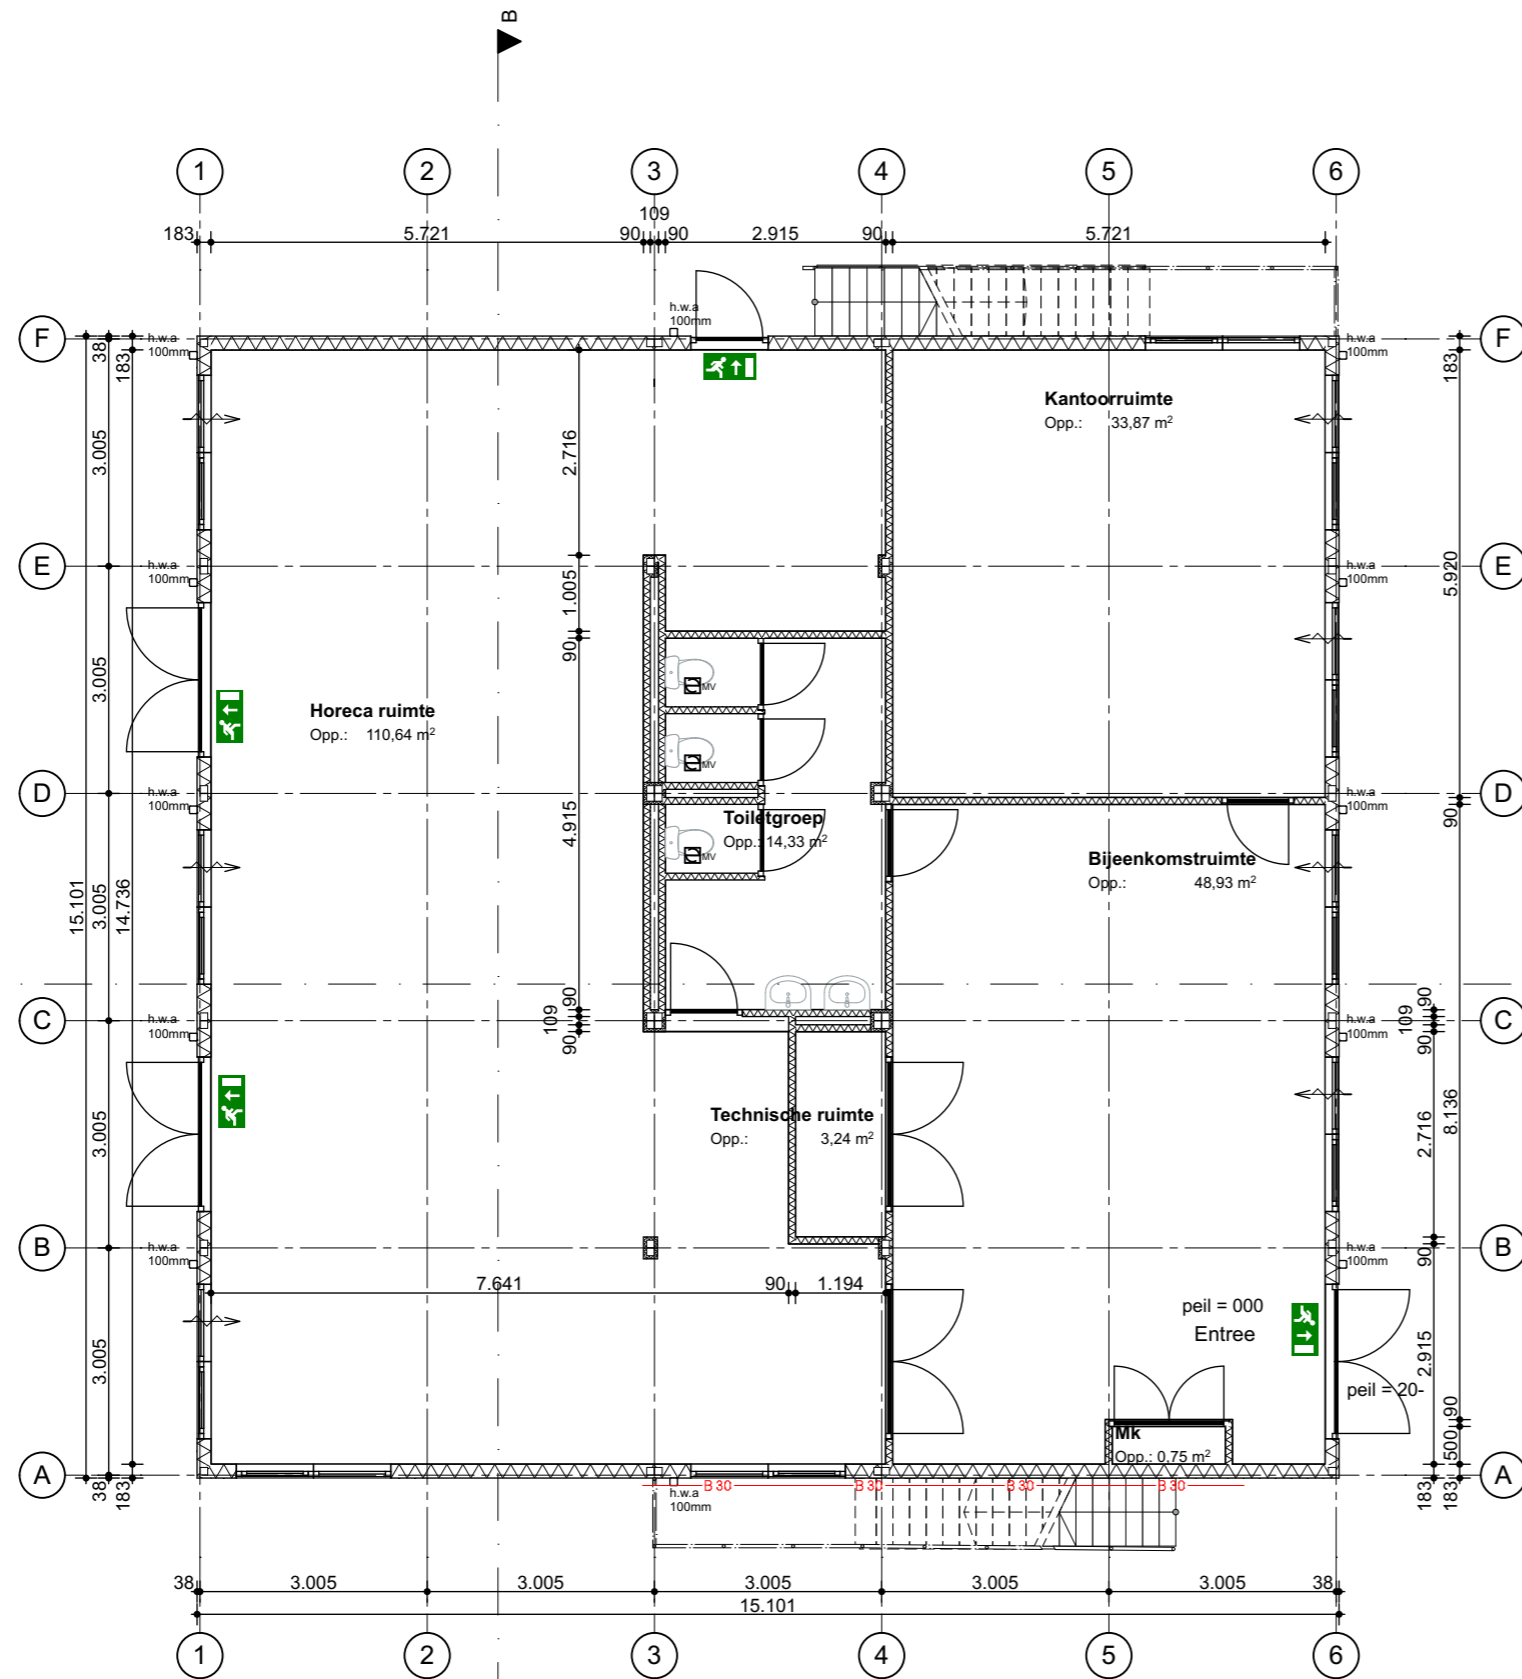 B
1
2
3
4
5
6
109
183
5.721
90
90
2.915
90
5.721
h.w.a
100mm
F
F
38
183
h.w.a
100mm
h.w.a
100mm
183
Kantoorruimte
Opp.: 33,87 m²
3.005
2.716
5.920
E
E
h.w.a
100mm
h.w.a
100mm
1.005
90
MV
3.005
Horeca ruimte
Opp.: 110,64 m²
MV
D
D
h.w.a
100mm
h.w.a
100mm
90
Toiletgroep
Opp.: 14,33 m²
MV
4.915
Bijeenkomstruimte
Opp.: 48,93 m²
15.101
3.005
14.736
90
109
90
90
109
90
C
C
h.w.a
100mm
h.w.a
100mm
Technische ruimte
Opp.: 3,24 m²
3.005
2.716
8.136
B
B
h.w.a
100mm
h.w.a
100mm
90
7.641
90
1.194
peil = 000
Entree
3.005
2.915
peil = 20-
90
Mk
Opp.: 0.75 m²
500
A
A
38
183
183
183
B 30
B 30
B 30
B 30
h.w.a
100mm
38
3.005
3.005
3.005
3.005
3.005
38
15.101
1
2
3
4
5
6